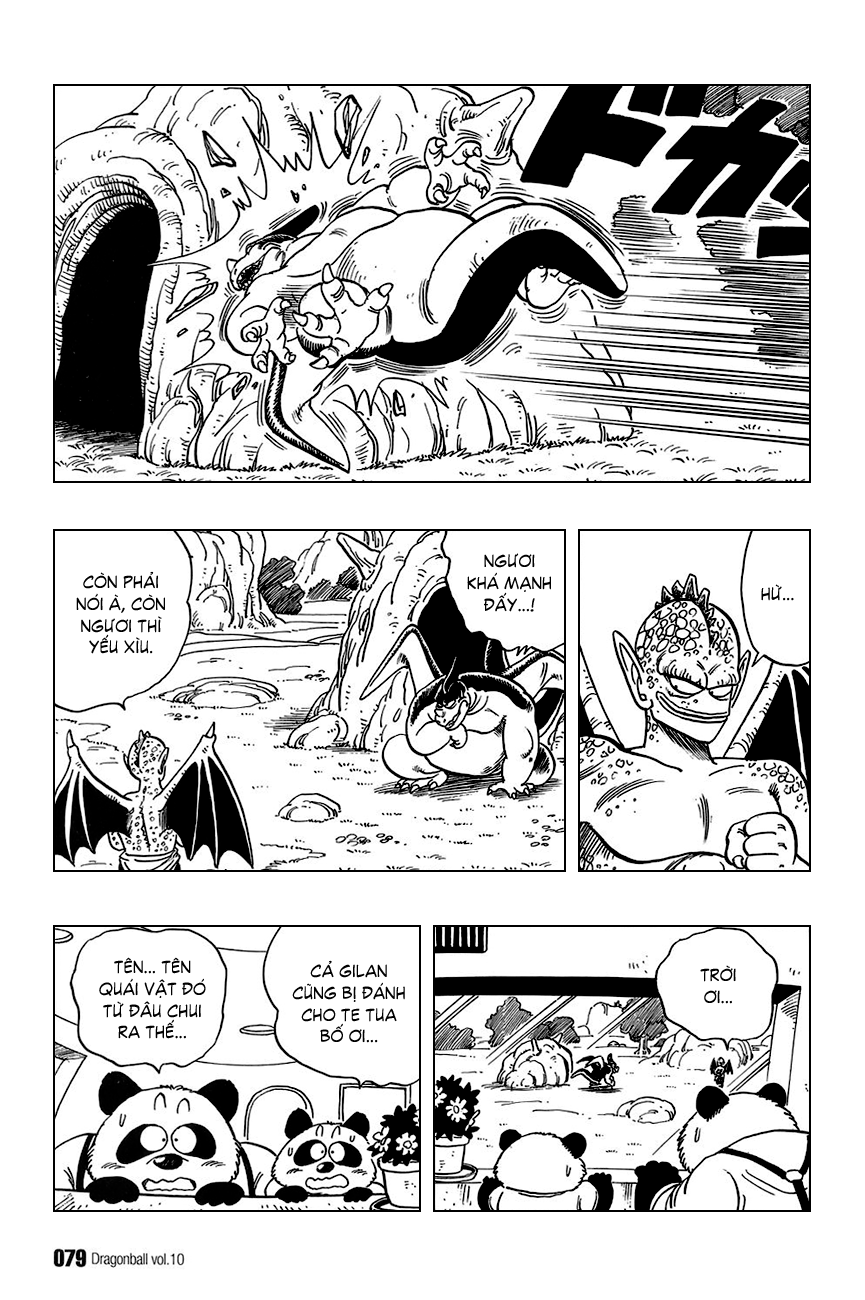 ドカッ
HỪ...
NGƯƠI
KHÁ MẠNH
ĐẤY...!
CÒN PHẢI
NÓI À, CÒN
NGƯƠI THÌ
YẾU XÌU.
TRỜI
ƠI...
CẢ GILAN
CŨNG BỊ ĐÁNH
CHO TE TUA
BỐ ƠI...
TÊN... TÊN
QUÁI VẬT ĐÓ
TỪ ĐÂU CHUI
RA THẾ...
079 Dragonball vol.10